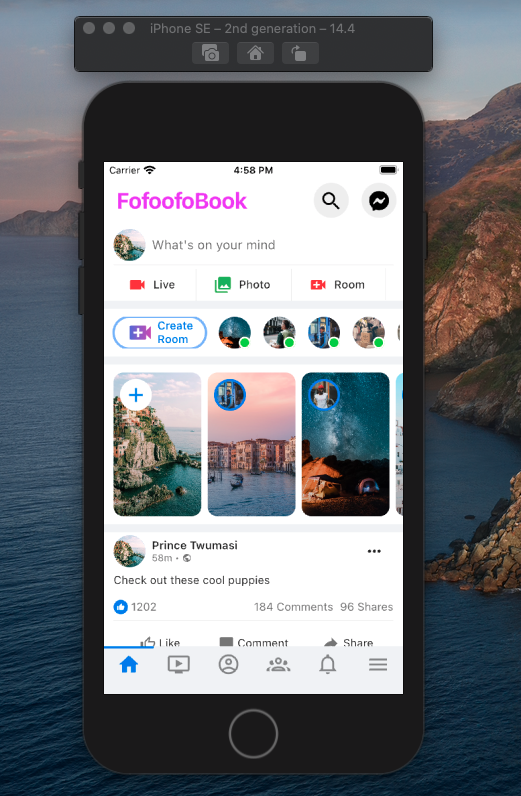 iPhone SE – 2nd generation – 14.4
Carrier 4:58 PM
FofoofoBook
What's on your mind
Live Photo Room
Create
Room
Prince Twumasi
58m •
Check out these cool puppies
1202 184 Comments 96 Shares
Like Comment Share